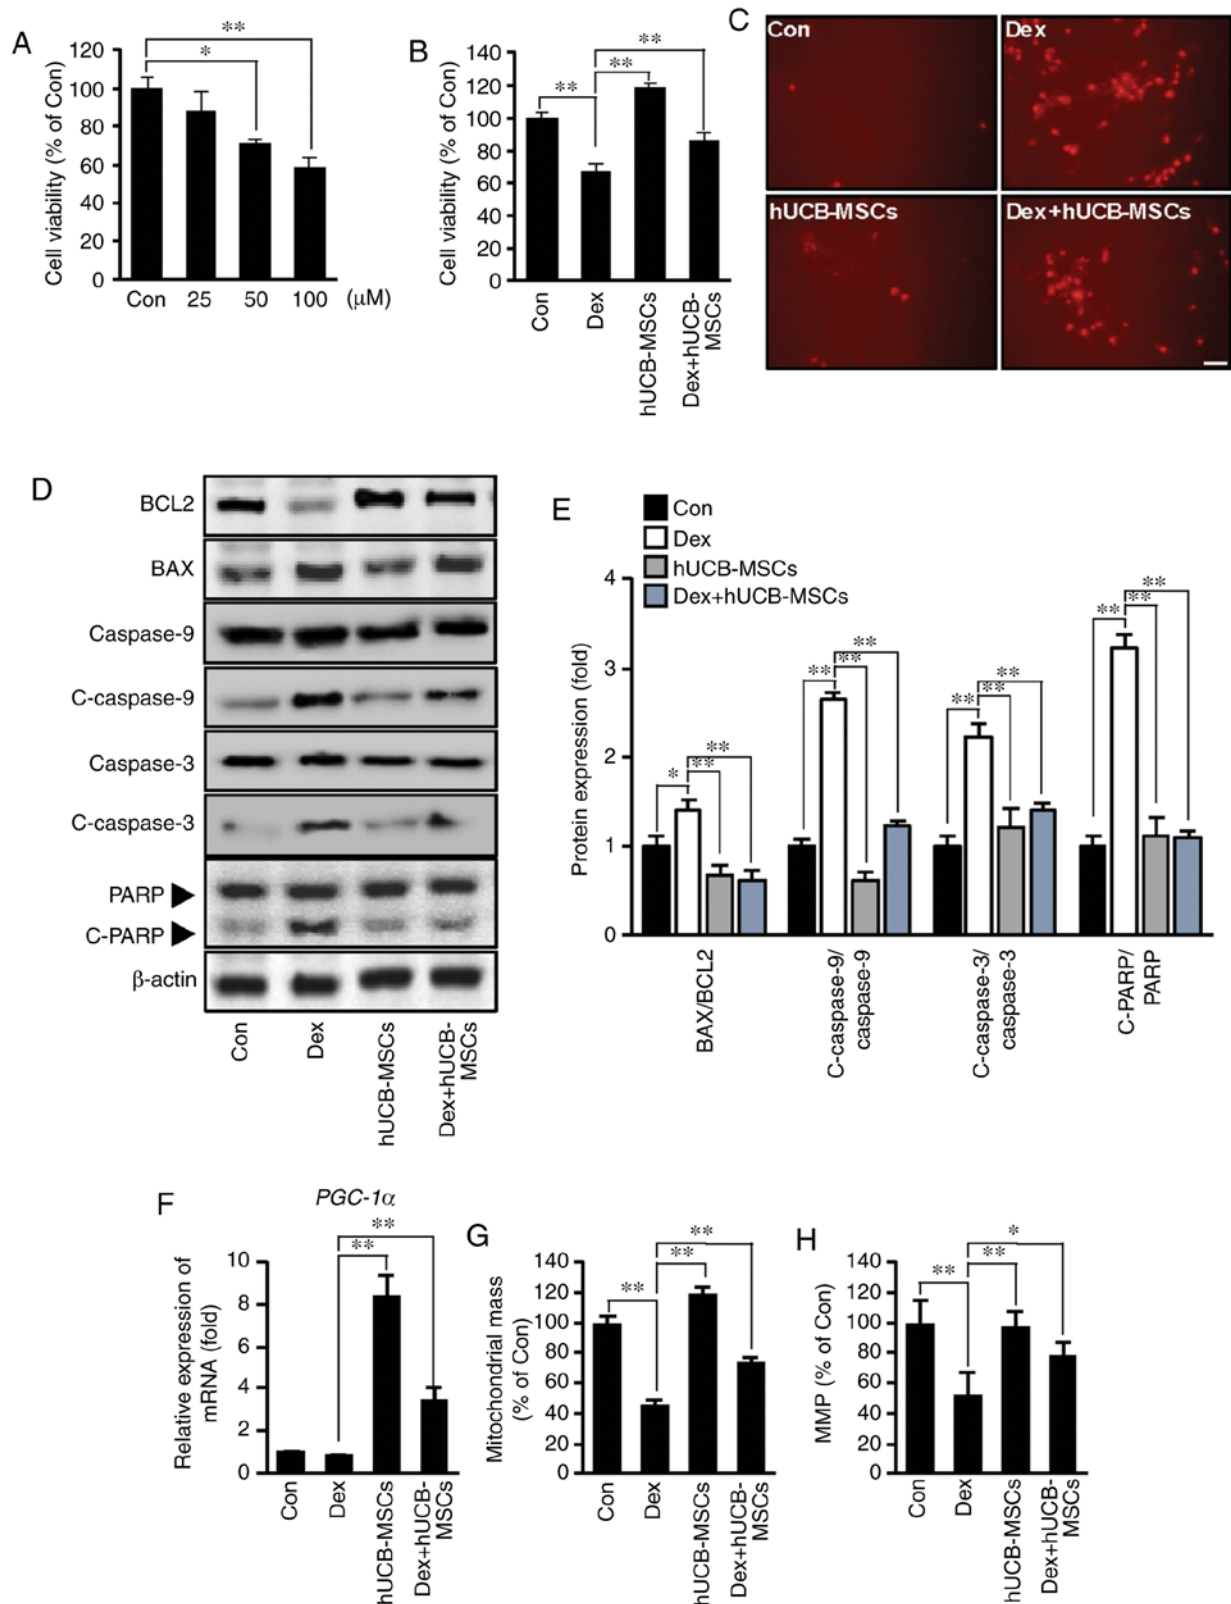 A
Cell viability (% of Con)
120
100
80
60
40
20
0
**
*
Con 25 50 100 (μM)
B
Cell viability (% of Con)
140
120
100
80
60
40
20
0
**
**
**
Con
Dex
hUCB-MSCs
Dex+hUCB-
MSCs
C
Con
Dex
hUCB-MSCs
Dex+hUCB-MSCs
D
BCL2
BAX
Caspase-9
C-caspase-9
Caspase-3
C-caspase-3
PARP
C-PARP
β-actin
Con
Dex
hUCB-MSCs
Dex+hUCB-
MSCs
E
Con
Dex
hUCB-MSCs
Dex+hUCB-MSCs
Protein expression (fold)
4
3
2
1
0
* ** **
** ** **
** ** **
** ** **
BAX/BCL2
C-caspase-9/
caspase-9
C-caspase-3/
caspase-3
C-PARP/
PARP
F
PGC-1α
Relative expression of
mRNA (fold)
10
8
6
4
2
0
**
**
Con
Dex
hUCB-MSCs
Dex+hUCB-
MSCs
G
Mitochondrial mass
(% of Con)
140
120
100
80
60
40
20
0
**
**
**
Con
Dex
hUCB-MSCs
Dex+hUCB-
MSCs
H
MMP (% of Con)
140
120
100
80
60
40
20
0
*
**
**
Con
Dex
hUCB-MSCs
Dex+hUCB-
MSCs